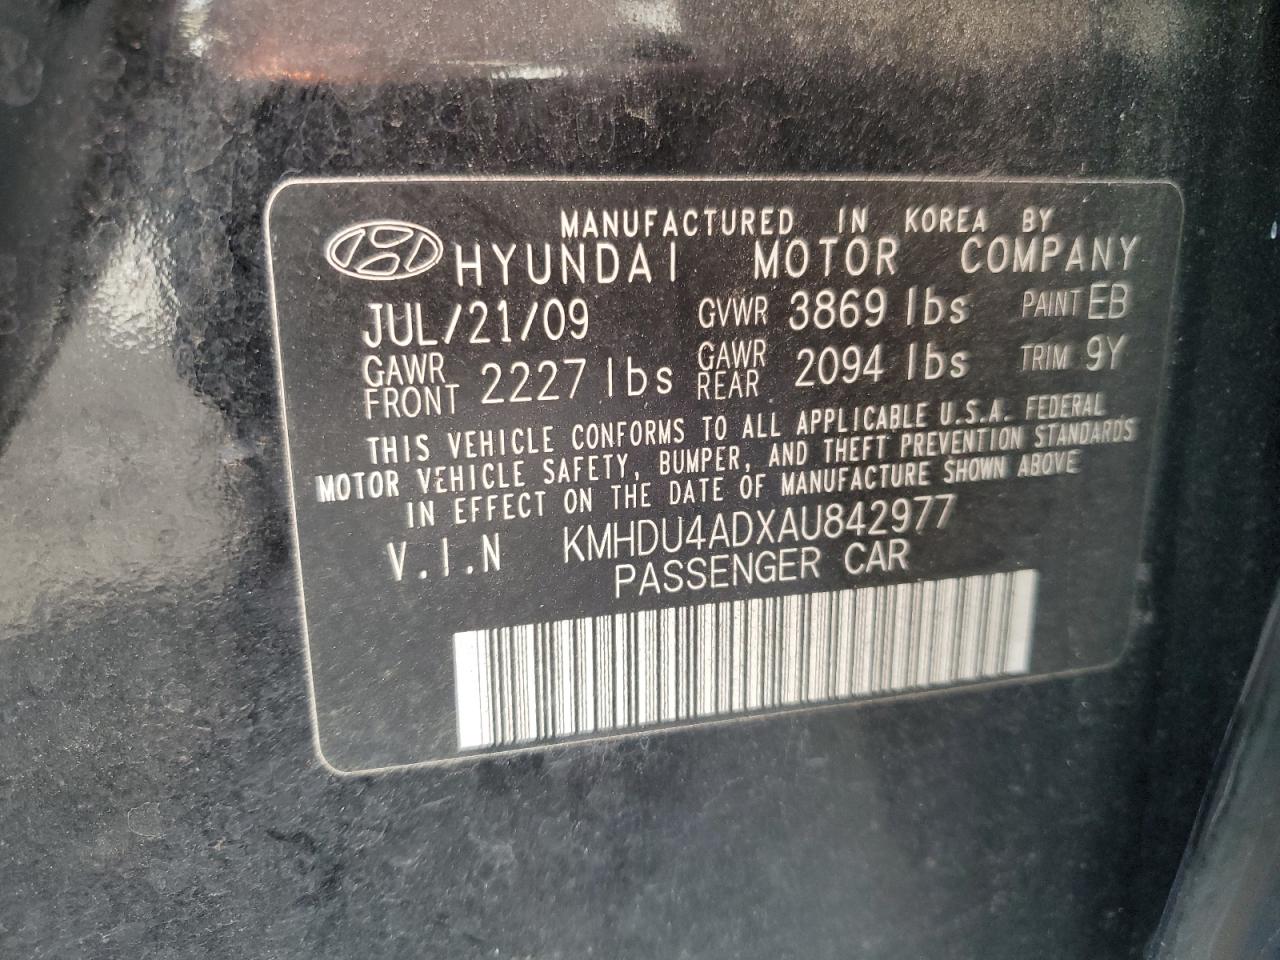 MANUFACTURED IN KOREA BY
HYUNDAI MOTOR COMPANY
JUL/21/09 GVWR 3869 lbs PAINT EB
GAWR FRONT 2227 lbs GAWR REAR 2094 lbs TRIM 9Y
THIS VEHICLE CONFORMS TO ALL APPLICABLE U.S.A. FEDERAL
MOTOR VEHICLE SAFETY, BUMPER, AND THEFT PREVENTION STANDARDS
IN EFFECT ON THE DATE OF MANUFACTURE SHOWN ABOVE
V.I.N KMHDU4ADXAU842977
PASSENGER CAR